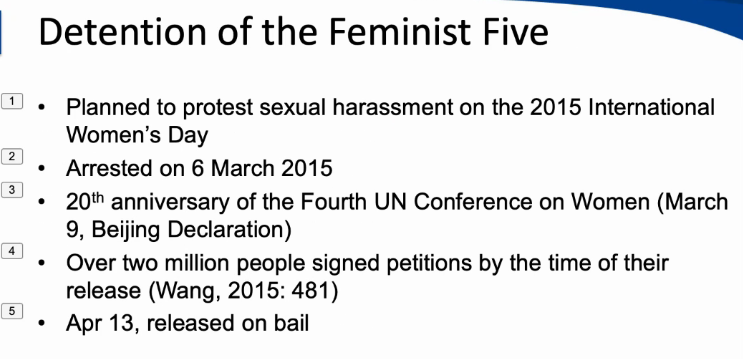 Detention of the Feminist Five
1 • Planned to protest sexual harassment on the 2015 International
Women's Day
2 • Arrested on 6 March 2015
3 • 20th anniversary of the Fourth UN Conference on Women (March
9, Beijing Declaration)
4 • Over two million people signed petitions by the time of their
release (Wang, 2015: 481)
5 • Apr 13, released on bail